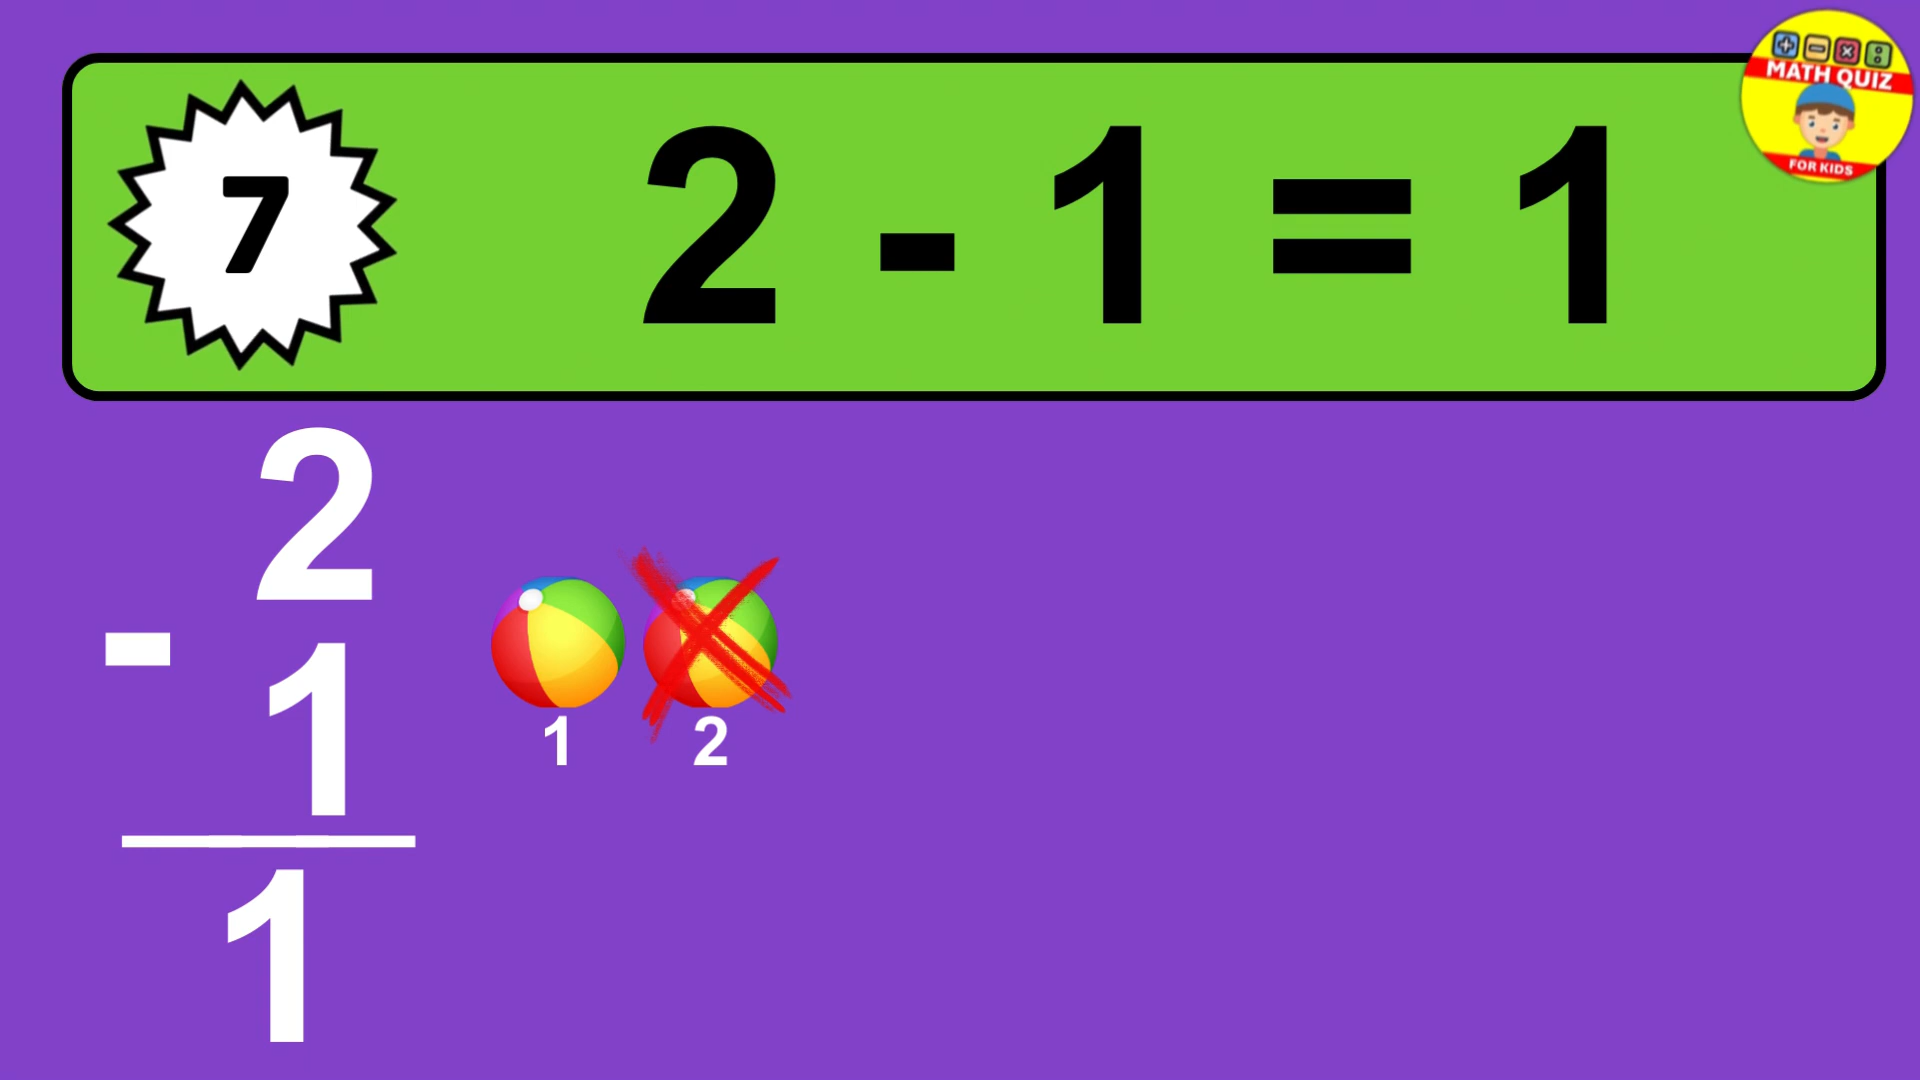 7
2 - 1 = 1
MATH QUIZ
FOR KIDS
2
- 1
1
1 2